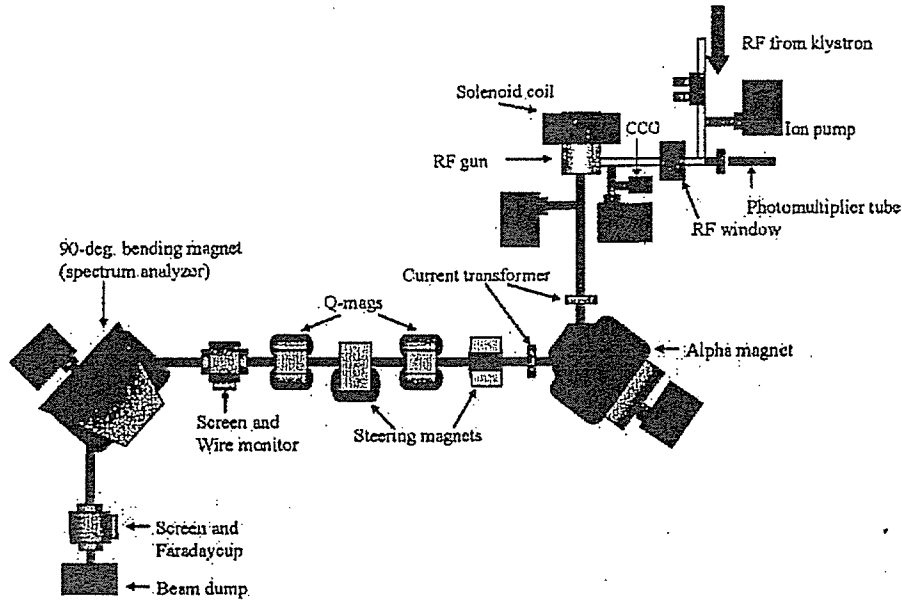 RF from klystron
Solenoid coil
CCG
Ion pump
RF gun
Photomultiplier tube
RF window
90-deg. bending magnet
(spectrum analyzer)
Current transformer
Q-mags
Alpha magnet
Screen and
Wire monitor
Steering magnets
Screen and
Faradaycup
Beam dump